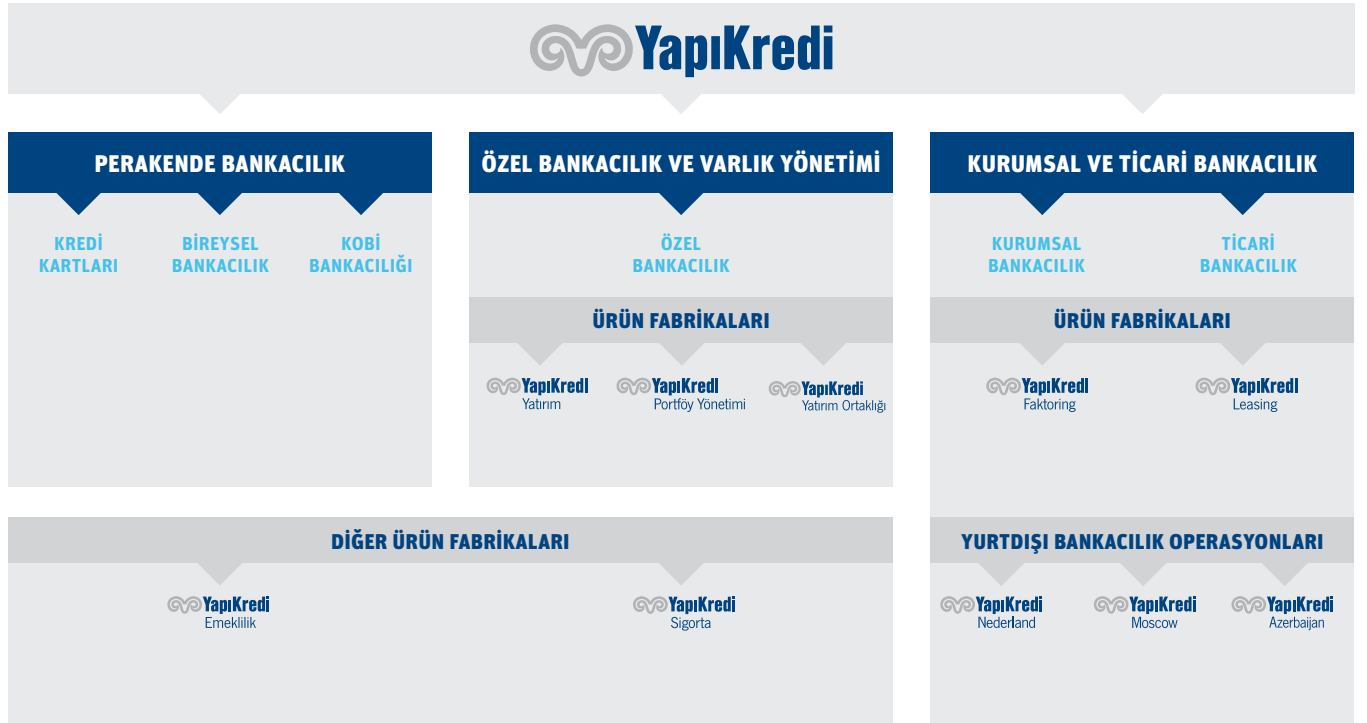 YapıKredi
PERAKENDE BANKACILIK
KREDİ
KARTLARI
BİREYSEL
BANKACILIK
KOBİ
BANKACILIĞI
ÖZEL BANKACILIK VE VARLIK YÖNETİMİ
ÖZEL
BANKACILIK
ÜRÜN FABRİKALARI
YapıKredi
Yatırım
YapıKredi
Portföy Yönetimi
YapıKredi
Yatırım Ortaklığı
KURUMSAL VE TİCARİ BANKACILIK
KURUMSAL
BANKACILIK
TİCARİ
BANKACILIK
ÜRÜN FABRİKALARI
YapıKredi
Faktoring
YapıKredi
Leasing
DİĞER ÜRÜN FABRİKALARI
YapıKredi
Emeklilik
YapıKredi
Sigorta
YURTDIŞI BANKACILIK OPERASYONLARI
YapıKredi
Nederland
YapıKredi
Moscow
YapıKredi
Azerbaijan